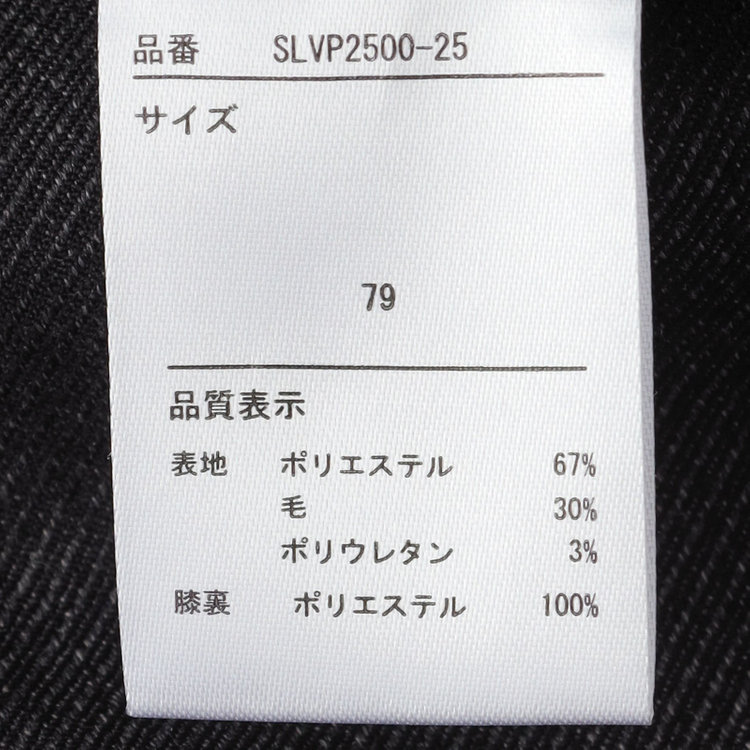 品番 SLVP2500-25
サイズ
79
品質表示
表地 ポリエステル 67%
毛 30%
ポリウレタン 3%
膝裏 ポリエステル 100%